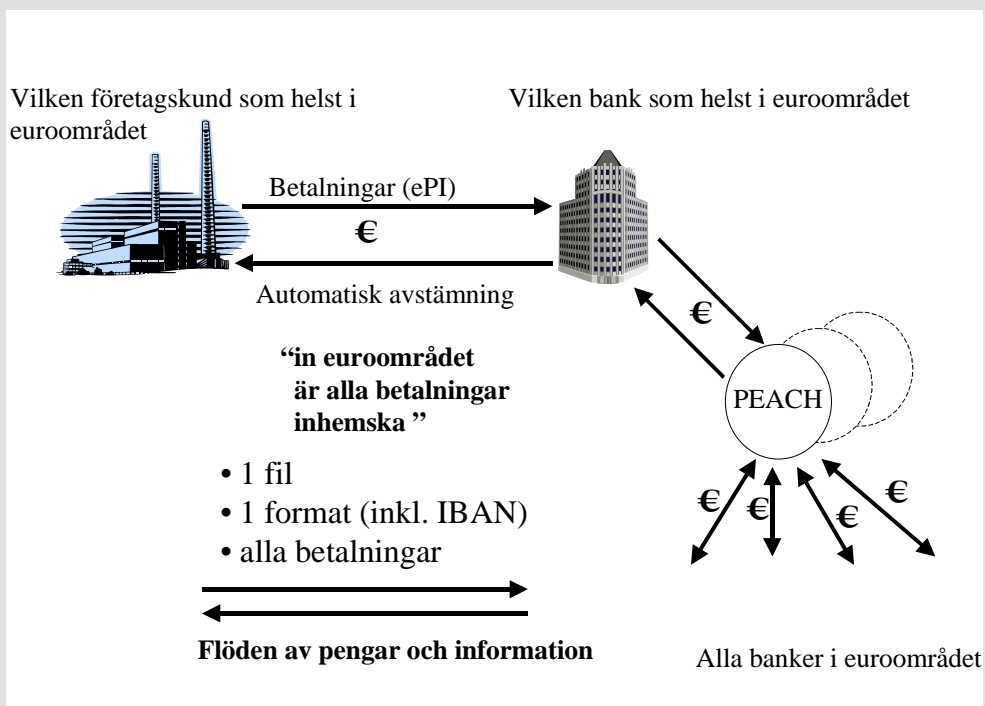 Vilken företagskund som helst i
euroområdet
Vilken bank som helst i euroområdet
Betalningar (ePI)
€
Automatisk avstämning
€
“in euroområdet
är alla betalningar
inhemska ”
PEACH
• 1 fil
• 1 format (inkl. IBAN)
• alla betalningar
€ € € €
Flöden av pengar och information
Alla banker i euroområdet